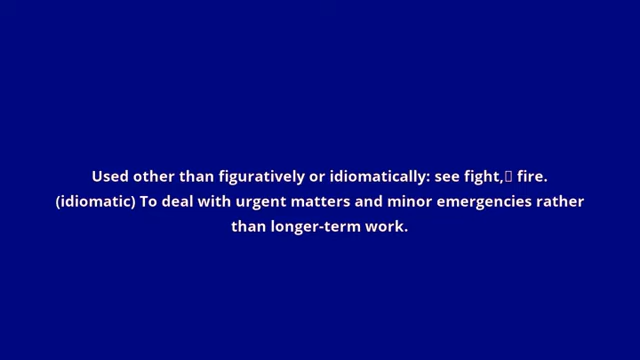 Used other than figuratively or idiomatically: see fight,▯ fire.
(idiomatic) To deal with urgent matters and minor emergencies rather
than longer-term work.